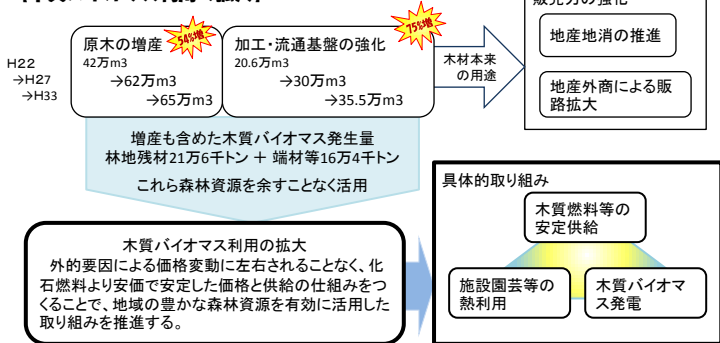 販売力の強化
原木の増産
54%増
42万m3
→62万m3
→65万m3
加工・流通基盤の強化
75%増
20.6万m3
→30万m3
→35.5万m3
H22
→H27
→H33
木材本来
の用途
地産地消の推進
地産外商による販
路拡大
増産も含めた木質バイオマス発生量
林地残材21万6千トン + 端材等16万4千トン
これら森林資源を余すことなく活用
木質バイオマス利用の拡大
外的要因による価格変動に左右されることなく、化
石燃料より安価で安定した価格と供給の仕組みをつ
くることで、地域の豊かな森林資源を有効に活用した
取り組みを推進する。
具体的取り組み
木質燃料等の
安定供給
施設園芸等の
熱利用
木質バイオマ
ス発電